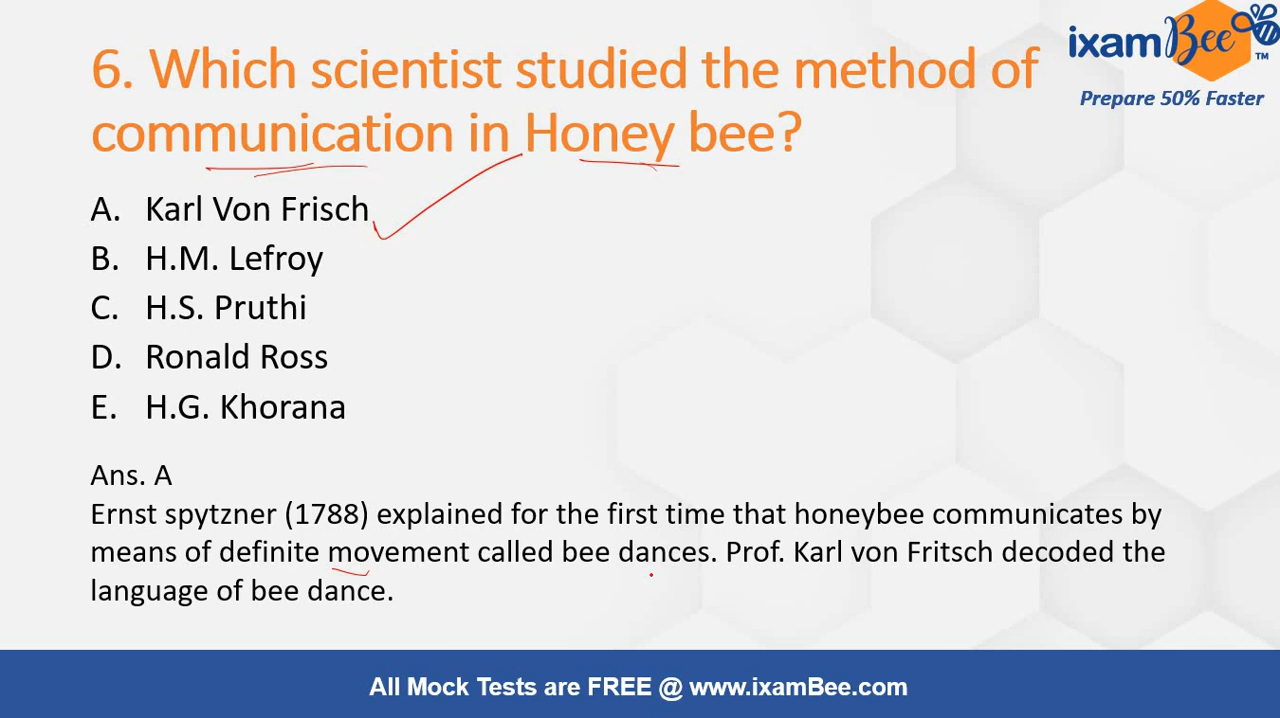 6. Which scientist studied the method of
communication in Honey bee?
ixamBee™
Prepare 50% Faster
A. Karl Von Frisch
B. H.M. Lefroy
C. H.S. Pruthi
D. Ronald Ross
E. H.G. Khorana
Ans. A
Ernst spytzner (1788) explained for the first time that honeybee communicates by
means of definite movement called bee dances. Prof. Karl von Fritsch decoded the
language of bee dance.
All Mock Tests are FREE @ www.ixamBee.com